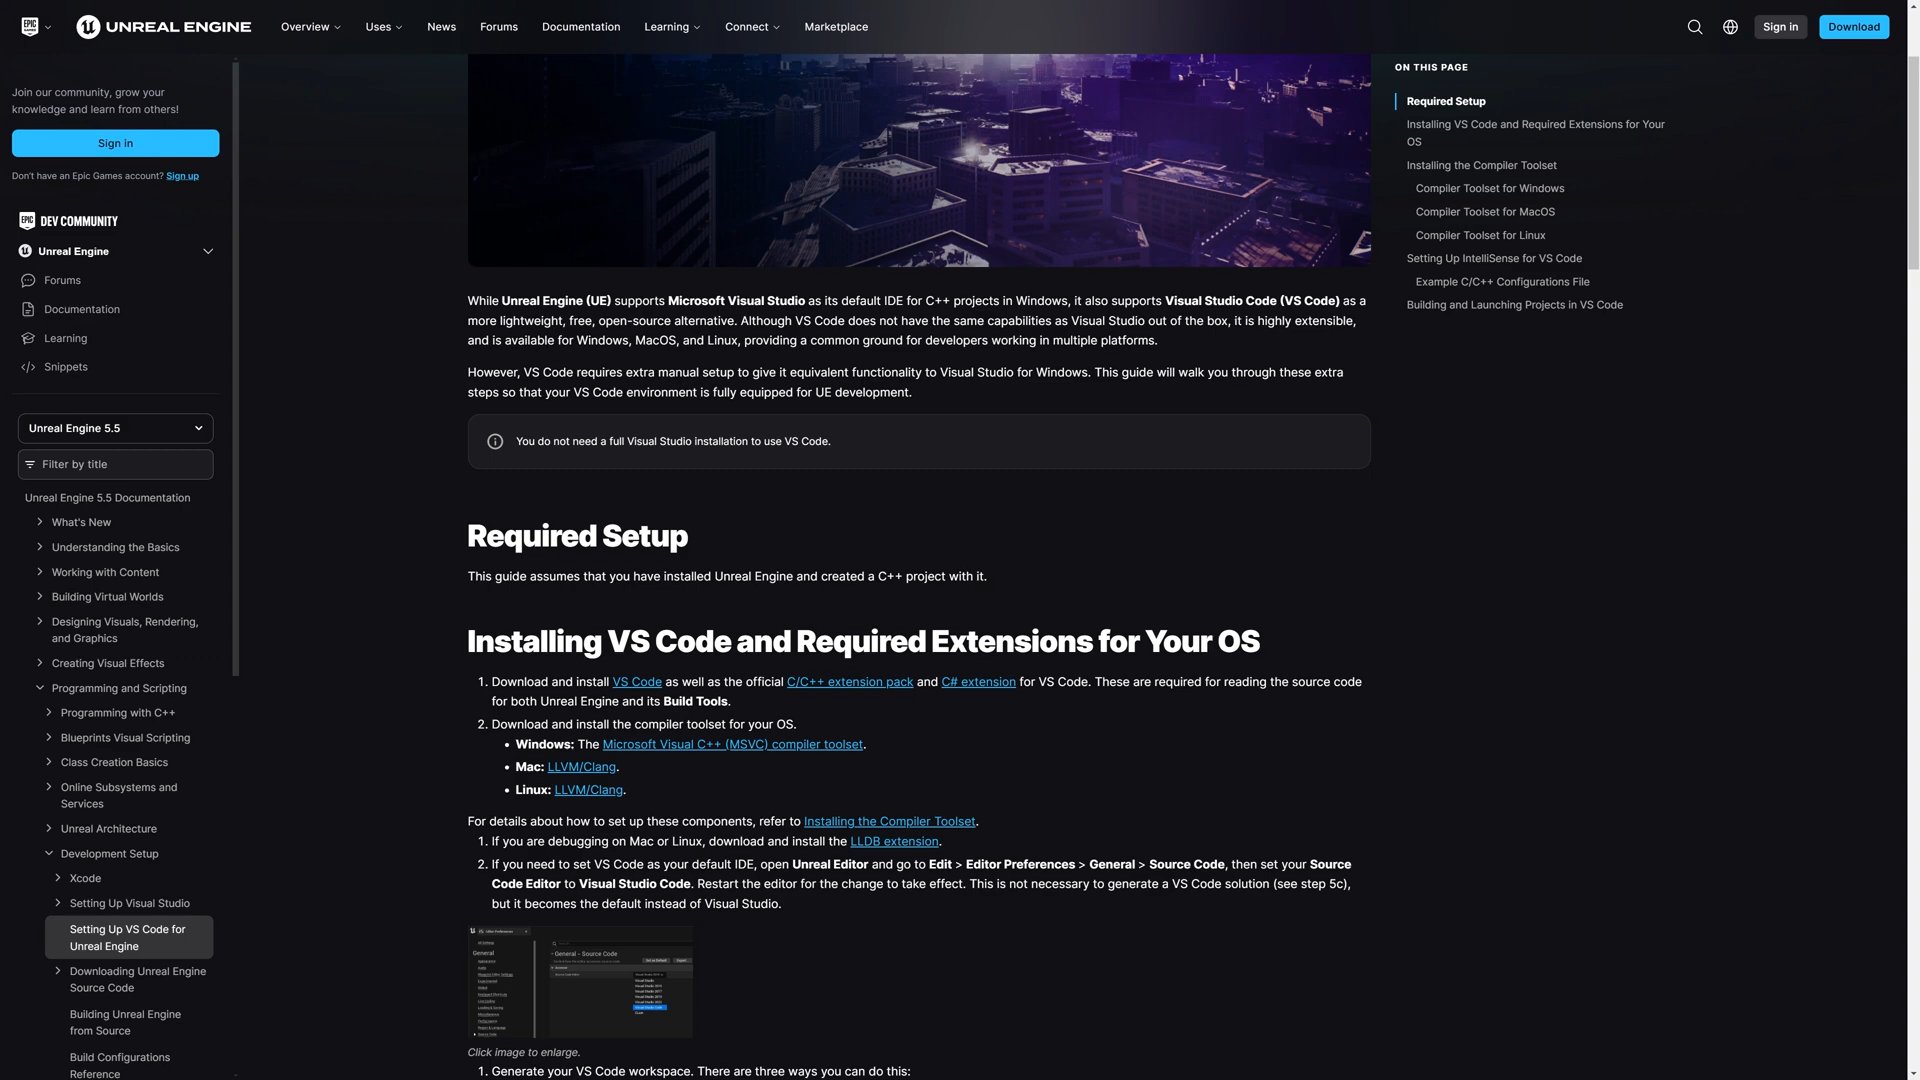 EPIC GAMES
UNREAL ENGINE
Overview
Uses
News
Forums
Documentation
Learning
Connect
Marketplace
Sign in
Download
Join our community, grow your
knowledge and learn from others!
Sign in
Don't have an Epic Games account? Sign up
EPIC DEV COMMUNITY
Unreal Engine
Forums
Documentation
Learning
Snippets
Unreal Engine 5.5
Filter by title
Unreal Engine 5.5 Documentation
What's New
Understanding the Basics
Working with Content
Building Virtual Worlds
Designing Visuals, Rendering,
and Graphics
Creating Visual Effects
Programming and Scripting
Programming with C++
Blueprints Visual Scripting
Class Creation Basics
Online Subsystems and
Services
Unreal Architecture
Development Setup
Xcode
Setting Up Visual Studio
Setting Up VS Code for
Unreal Engine
Downloading Unreal Engine
Source Code
Building Unreal Engine
from Source
Build Configurations
Reference
While Unreal Engine (UE) supports Microsoft Visual Studio as its default IDE for C++ projects in Windows, it also supports Visual Studio Code (VS Code) as a
more lightweight, free, open-source alternative. Although VS Code does not have the same capabilities as Visual Studio out of the box, it is highly extensible,
and is available for Windows, MacOS, and Linux, providing a common ground for developers working in multiple platforms.
However, VS Code requires extra manual setup to give it equivalent functionality to Visual Studio for Windows. This guide will walk you through these extra
steps so that your VS Code environment is fully equipped for UE development.
You do not need a full Visual Studio installation to use VS Code.
Required Setup
This guide assumes that you have installed Unreal Engine and created a C++ project with it.
Installing VS Code and Required Extensions for Your OS
1. Download and install VS Code as well as the official C/C++ extension pack and C# extension for VS Code. These are required for reading the source code
for both Unreal Engine and its Build Tools.
2. Download and install the compiler toolset for your OS.
• Windows: The Microsoft Visual C++ (MSVC) compiler toolset.
• Mac: LLVM/Clang.
• Linux: LLVM/Clang.
For details about how to set up these components, refer to Installing the Compiler Toolset.
1. If you are debugging on Mac or Linux, download and install the LLDB extension.
2. If you need to set VS Code as your default IDE, open Unreal Editor and go to Edit > Editor Preferences > General > Source Code, then set your Source
Code Editor to Visual Studio Code. Restart the editor for the change to take effect. This is not necessary to generate a VS Code solution (see step 5c),
but it becomes the default instead of Visual Studio.
Editor Preferences
General
General - Source Code
Click image to enlarge.
1. Generate your VS Code workspace. There are three ways you can do this:
ON THIS PAGE
Required Setup
Installing VS Code and Required Extensions for Your
OS
Installing the Compiler Toolset
Compiler Toolset for Windows
Compiler Toolset for MacOS
Compiler Toolset for Linux
Setting Up IntelliSense for VS Code
Example C/C++ Configurations File
Building and Launching Projects in VS Code